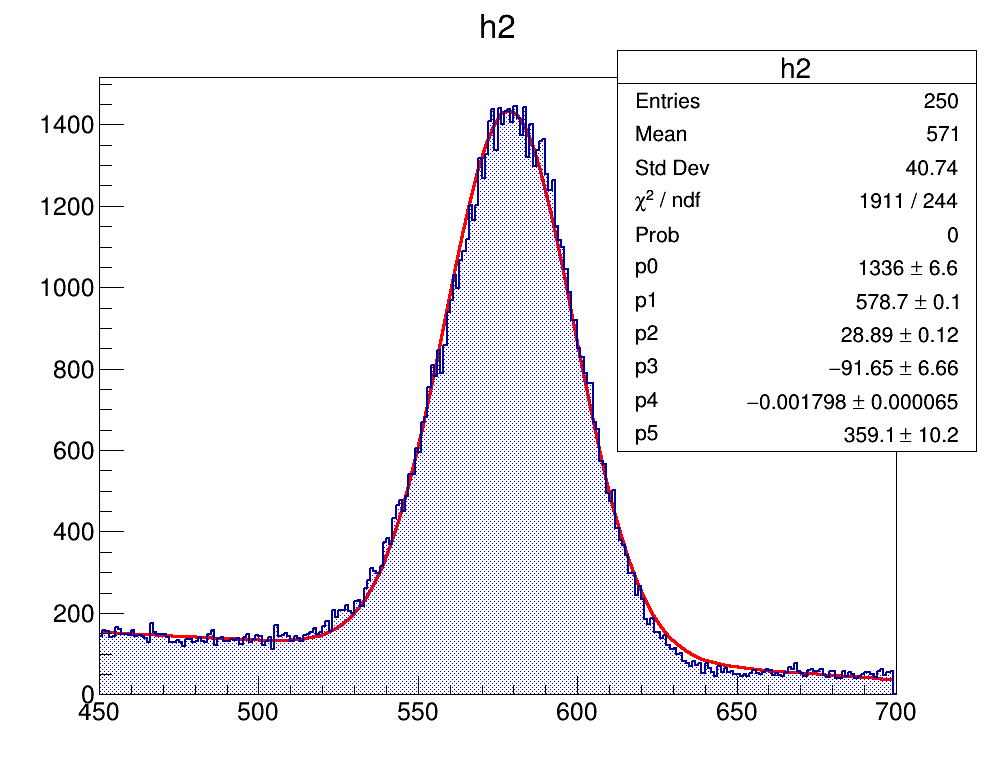 h2
h2
Entries 250
Mean 571
Std Dev 40.74
χ² / ndf 1911 / 244
Prob 0
p0 1336 ± 6.6
p1 578.7 ± 0.1
p2 28.89 ± 0.12
p3 −91.65 ± 6.66
p4 −0.001798 ± 0.000065
p5 359.1 ± 10.2
1400
1200
1000
800
600
400
200
0
450 500 550 600 650 700